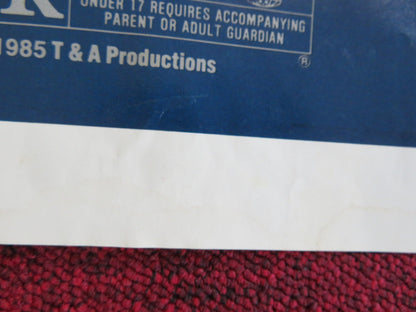 R
UNDER 17 REQUIRES ACCOMPANYING
PARENT OR ADULT GUARDIAN
®
1985 T & A Productions